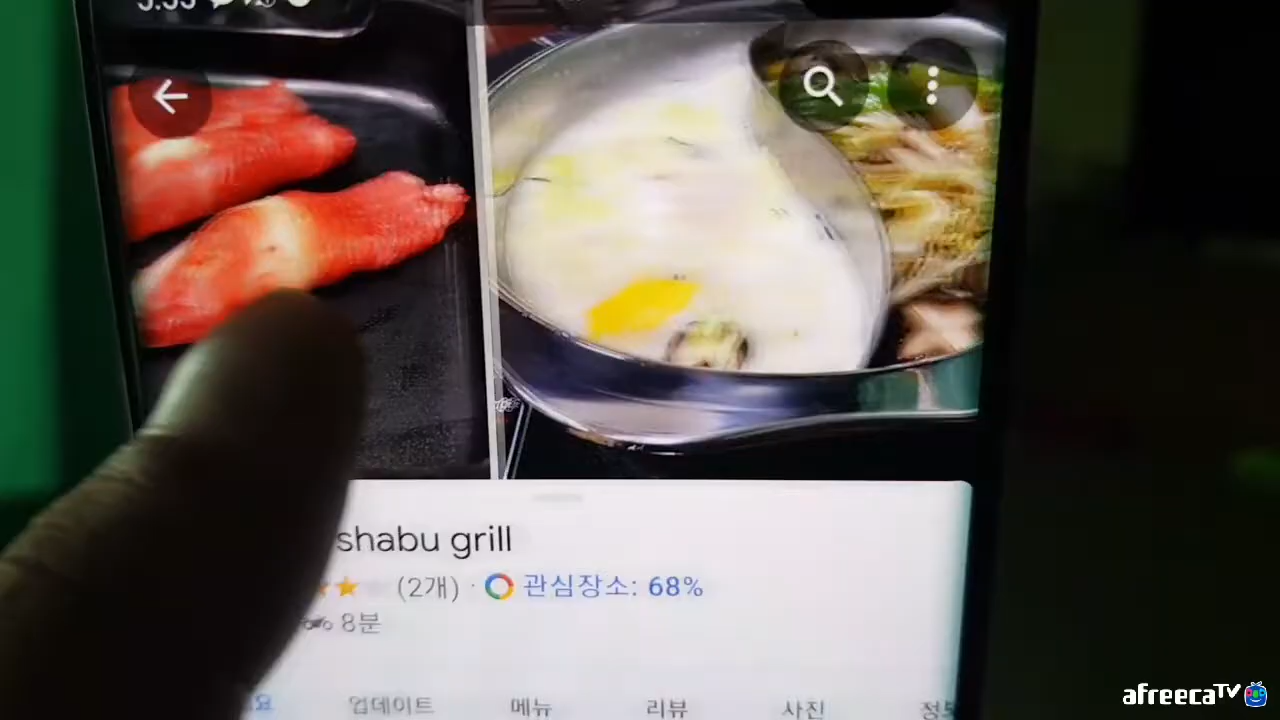 shabu grill
(2개) · 관심장소: 68%
8분
업데이트 메뉴 리뷰 사진
afreecaTV